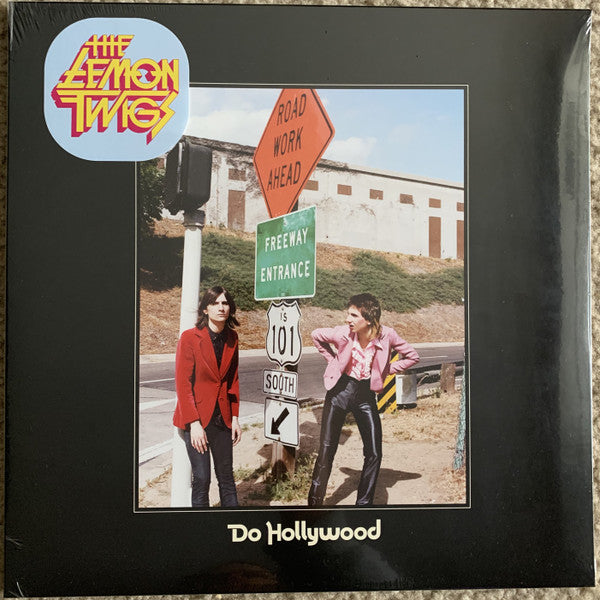 THE
LEMON
TWIGS
ROAD
WORK
AHEAD
FREEWAY
ENTRANCE
US
101
SOUTH
Do Hollywood